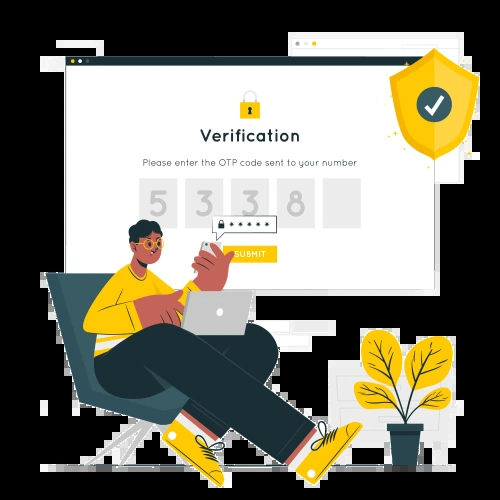 Verification
Please enter the OTP code sent to your number
5 3 3 8
******
SUBMIT